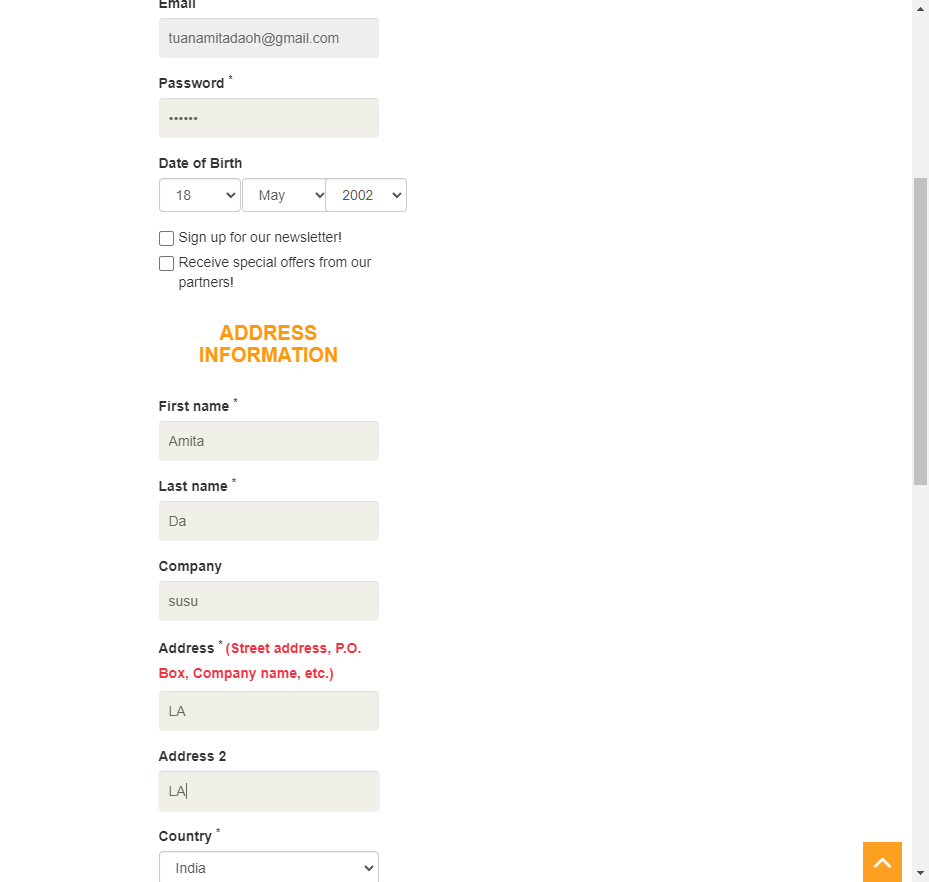 Email
tuanamitadaoh@gmail.com
Password *
••••••
Date of Birth
18 May 2002
Sign up for our newsletter!
Receive special offers from our
partners!
ADDRESS
INFORMATION
First name *
Amita
Last name *
Da
Company
susu
Address * (Street address, P.O.
Box, Company name, etc.)
LA
Address 2
LA
Country *
India